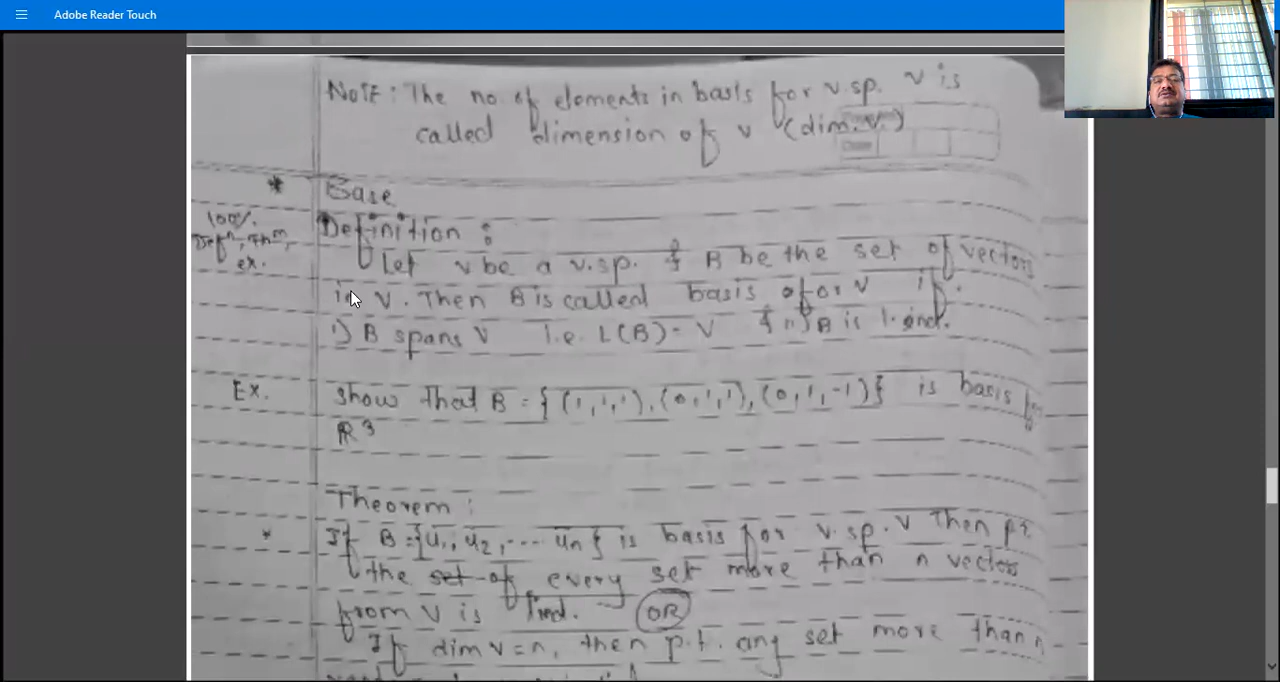 Adobe Reader Touch
NOTE: The no of elements in basis for v.sp. V is
called dimension of V (dim. V.)
* Base
100%
Defn, Thm,
ex.
Definition :
Let V be a v.sp. & B be the set of vectors
in V. Then B is called basis of or V if.
i) B spans V i.e. L(B) = V & ii) B is l. ind.
Ex. Show that B = {(1,1,1), (0,1,1), (0,1,-1)} is basis for
R3
Theorem :
* If B = {u1, u2, ... un} is basis for v.sp. V Then p.t.
the set of every set more than n vectors
from V is (OR)
If dim V = n, then p.t. any set more than n